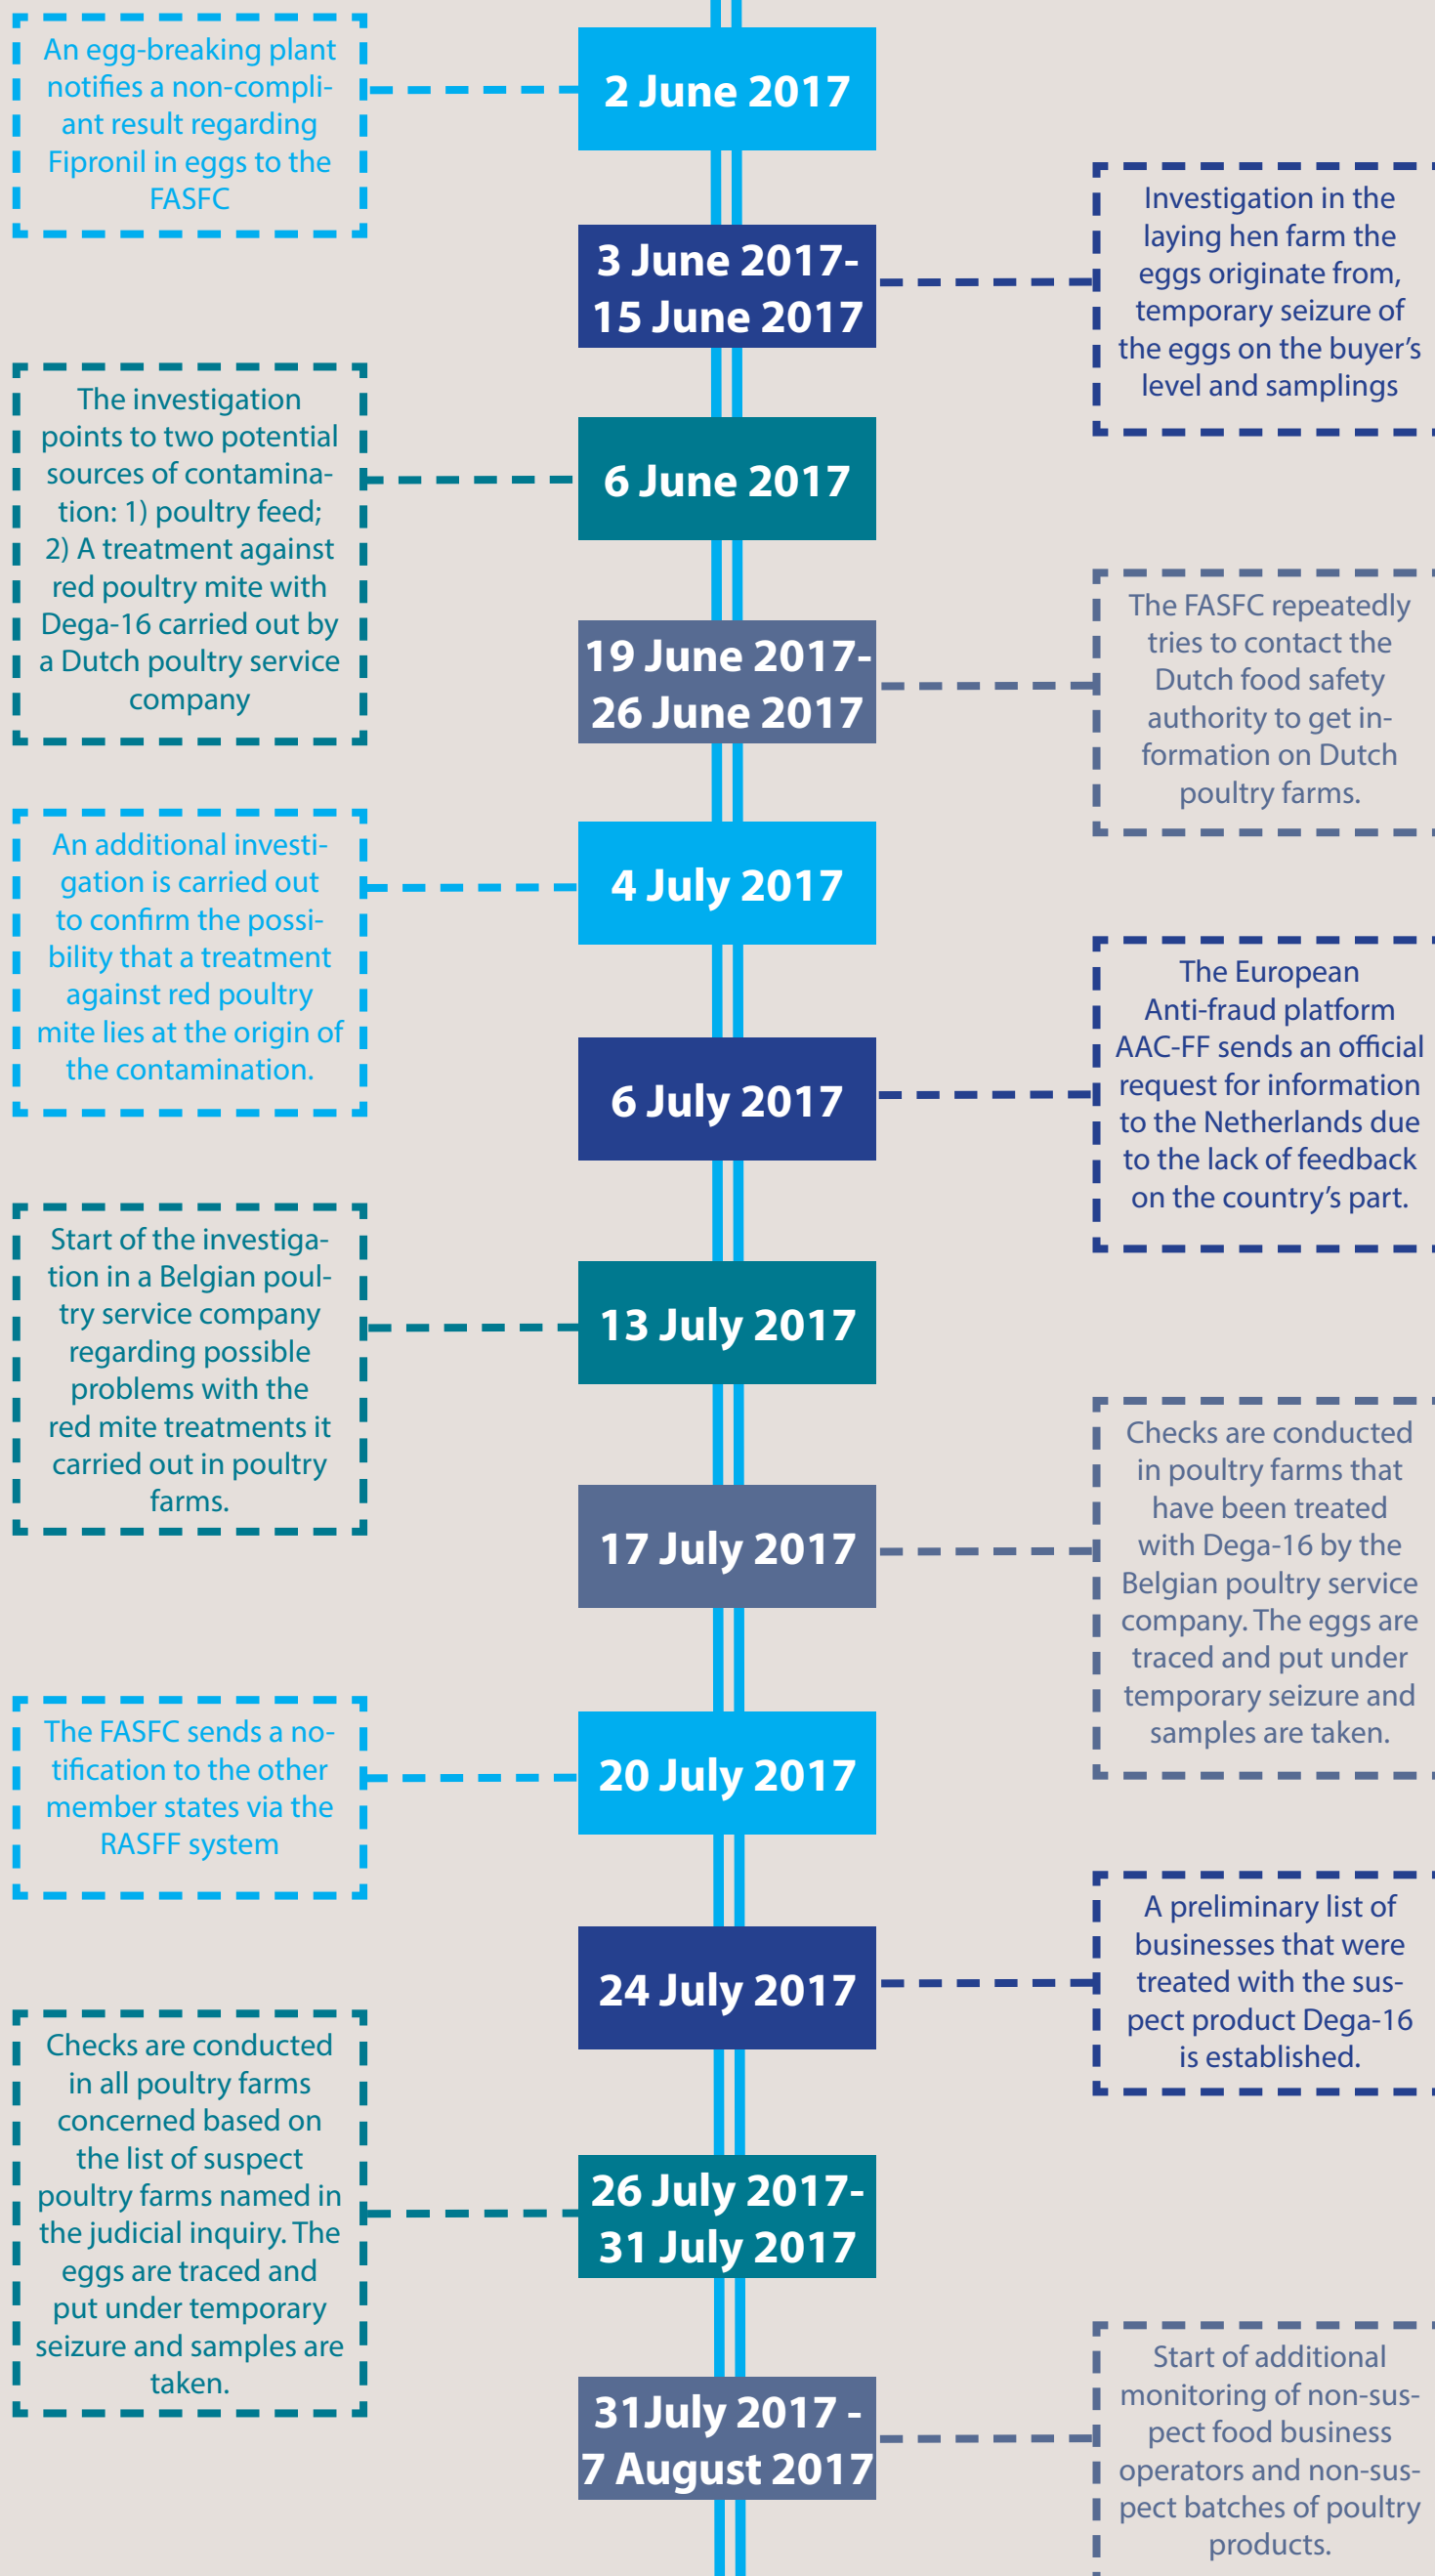 An egg-breaking plant
notifies a non-compli-
ant result regarding
Fipronil in eggs to the
FASFC
2 June 2017
3 June 2017-
15 June 2017
Investigation in the
laying hen farm the
eggs originate from,
temporary seizure of
the eggs on the buyer's
level and samplings
The investigation
points to two potential
sources of contamina-
tion: 1) poultry feed;
2) A treatment against
red poultry mite with
Dega-16 carried out by
a Dutch poultry service
company
6 June 2017
19 June 2017-
26 June 2017
The FASFC repeatedly
tries to contact the
Dutch food safety
authority to get in-
formation on Dutch
poultry farms.
An additional investi-
gation is carried out
to confirm the possi-
bility that a treatment
against red poultry
mite lies at the origin of
the contamination.
4 July 2017
6 July 2017
The European
Anti-fraud platform
AAC-FF sends an official
request for information
to the Netherlands due
to the lack of feedback
on the country's part.
Start of the investiga-
tion in a Belgian poul-
try service company
regarding possible
problems with the
red mite treatments it
carried out in poultry
farms.
13 July 2017
17 July 2017
Checks are conducted
in poultry farms that
have been treated
with Dega-16 by the
Belgian poultry service
company. The eggs are
traced and put under
temporary seizure and
samples are taken.
The FASFC sends a no-
tification to the other
member states via the
RASFF system
20 July 2017
24 July 2017
A preliminary list of
businesses that were
treated with the sus-
pect product Dega-16
is established.
Checks are conducted
in all poultry farms
concerned based on
the list of suspect
poultry farms named in
the judicial inquiry. The
eggs are traced and
put under temporary
seizure and samples are
taken.
26 July 2017-
31 July 2017
31July 2017 -
7 August 2017
Start of additional
monitoring of non-sus-
pect food business
operators and non-sus-
pect batches of poultry
products.